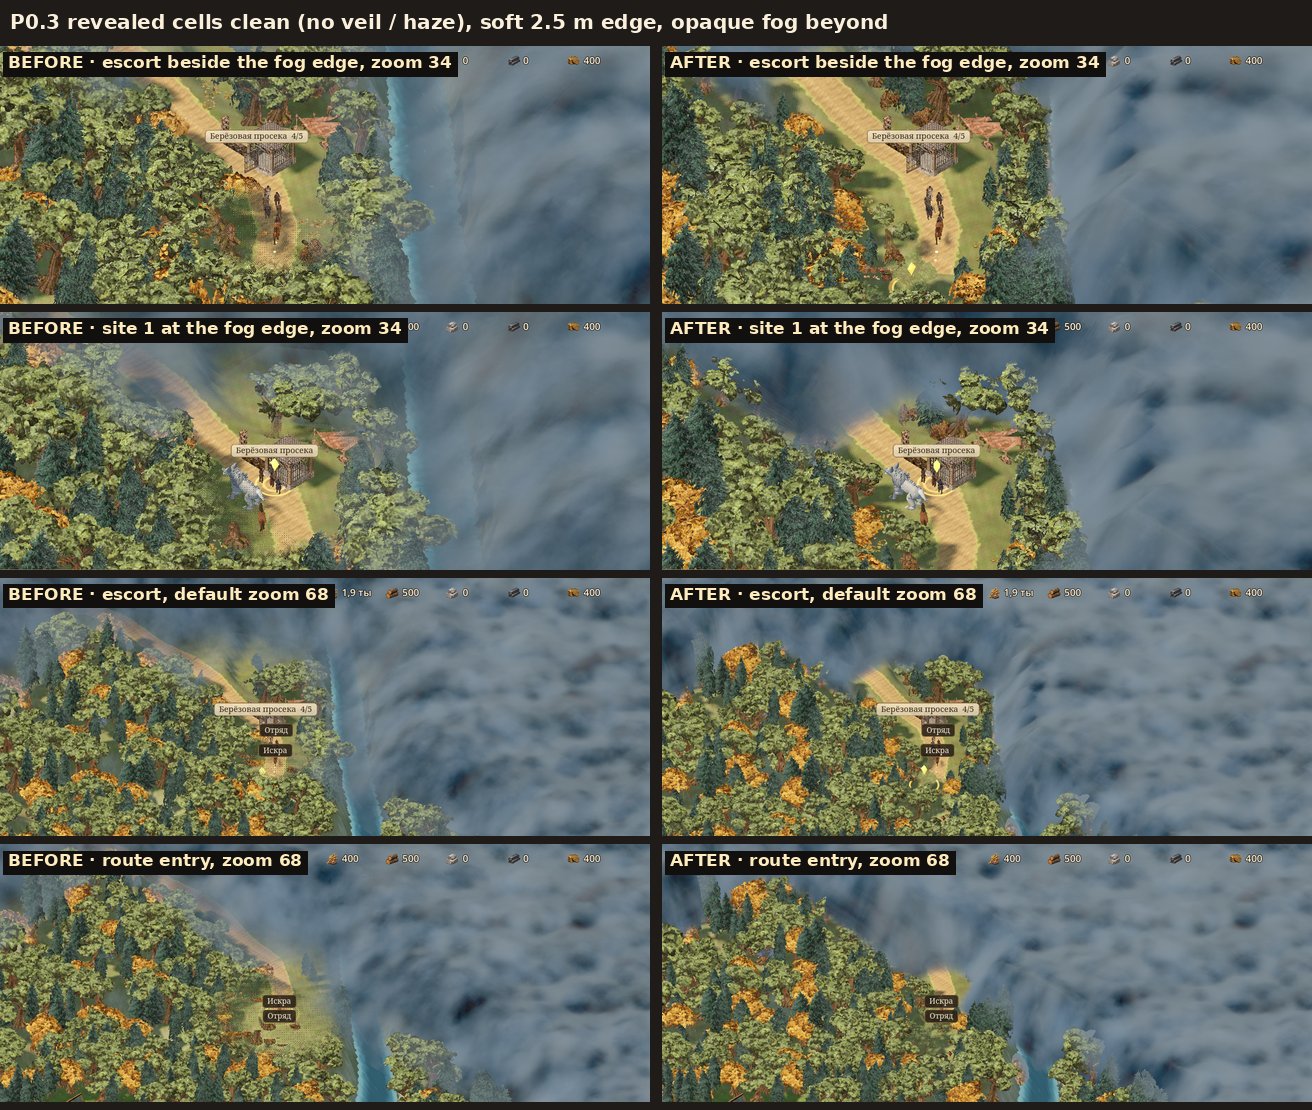 P0.3 revealed cells clean (no veil / haze), soft 2.5 m edge, opaque fog beyond
BEFORE · escort beside the fog edge, zoom 34
0 0 400
Берёзовая просека 4/5
AFTER · escort beside the fog edge, zoom 34
0 0 400
Берёзовая просека 4/5
BEFORE · site 1 at the fog edge, zoom 34
00 0 0 400
Берёзовая просека
AFTER · site 1 at the fog edge, zoom 34
500 0 0 400
Берёзовая просека
BEFORE · escort, default zoom 68
1,9 ты 500 0 0 400
Берёзовая просека 4/5
Отряд
Искра
AFTER · escort, default zoom 68
1,9 ты 500 0 0 400
Берёзовая просека 4/5
Отряд
Искра
BEFORE · route entry, zoom 68
400 500 0 0 400
Искра
Отряд
AFTER · route entry, zoom 68
400 500 0 0 400
Искра
Отряд